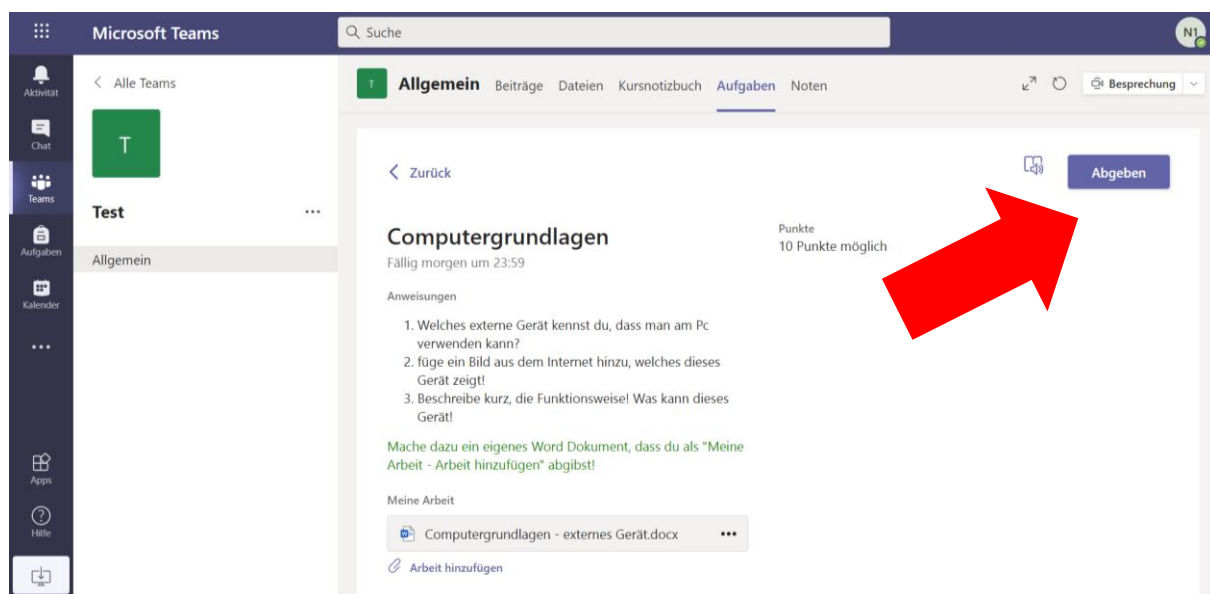 Microsoft Teams
Suche
N1
Aktivität
Chat
Teams
Aufgaben
Kalender
Apps
Hilfe
Alle Teams
T
Test
Allgemein
T
Allgemein Beiträge Dateien Kursnotizbuch Aufgaben Noten
Besprechung
Zurück
Abgeben
Computergrundlagen
Fällig morgen um 23:59
Punkte
10 Punkte möglich
Anweisungen
1. Welches externe Gerät kennst du, dass man am Pc
verwenden kann?
2. füge ein Bild aus dem Internet hinzu, welches dieses
Gerät zeigt!
3. Beschreibe kurz, die Funktionsweise! Was kann dieses
Gerät!
Mache dazu ein eigenes Word Dokument, dass du als "Meine
Arbeit - Arbeit hinzufügen" abgibst!
Meine Arbeit
Computergrundlagen - externes Gerät.docx
Arbeit hinzufügen